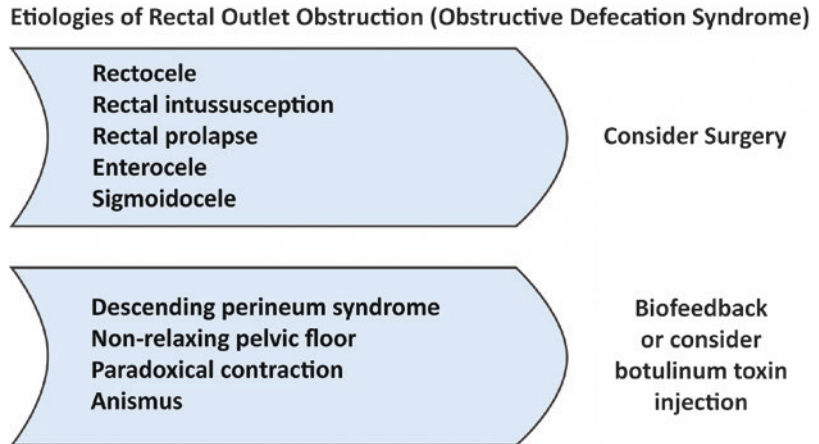 Etiologies of Rectal Outlet Obstruction (Obstructive Defecation Syndrome)
Rectocele
Rectal intussusception
Rectal prolapse
Enterocele
Sigmoidocele
Consider Surgery
Descending perineum syndrome
Non-relaxing pelvic floor
Paradoxical contraction
Anismus
Biofeedback
or consider
botulinum toxin
injection